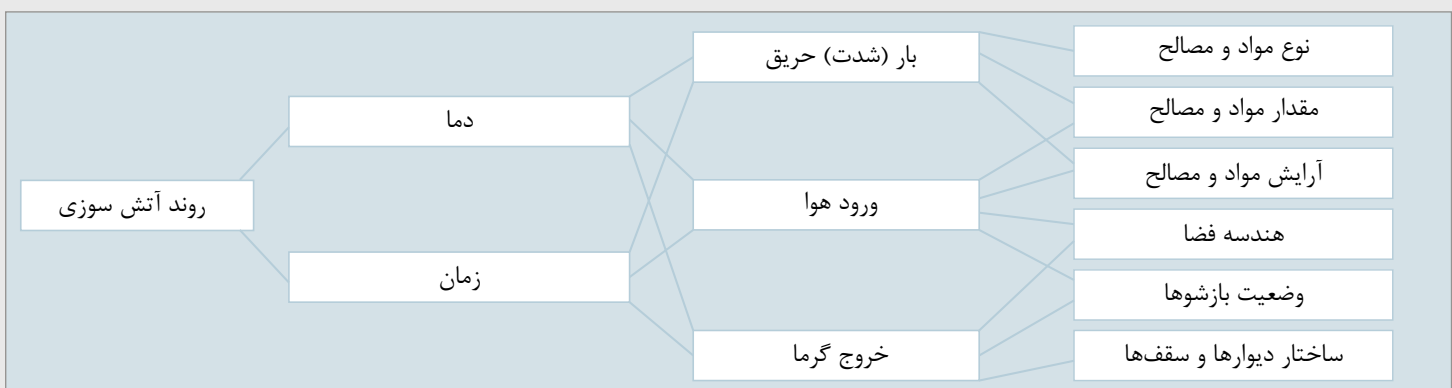 نوع مواد و مصالح
مقدار مواد و مصالح
آرایش مواد و مصالح
هندسه فضا
وضعیت بازشوها
ساختار دیوارها و سقف‌ها
بار (شدت) حریق
ورود هوا
خروج گرما
دما
زمان
روند آتش سوزی